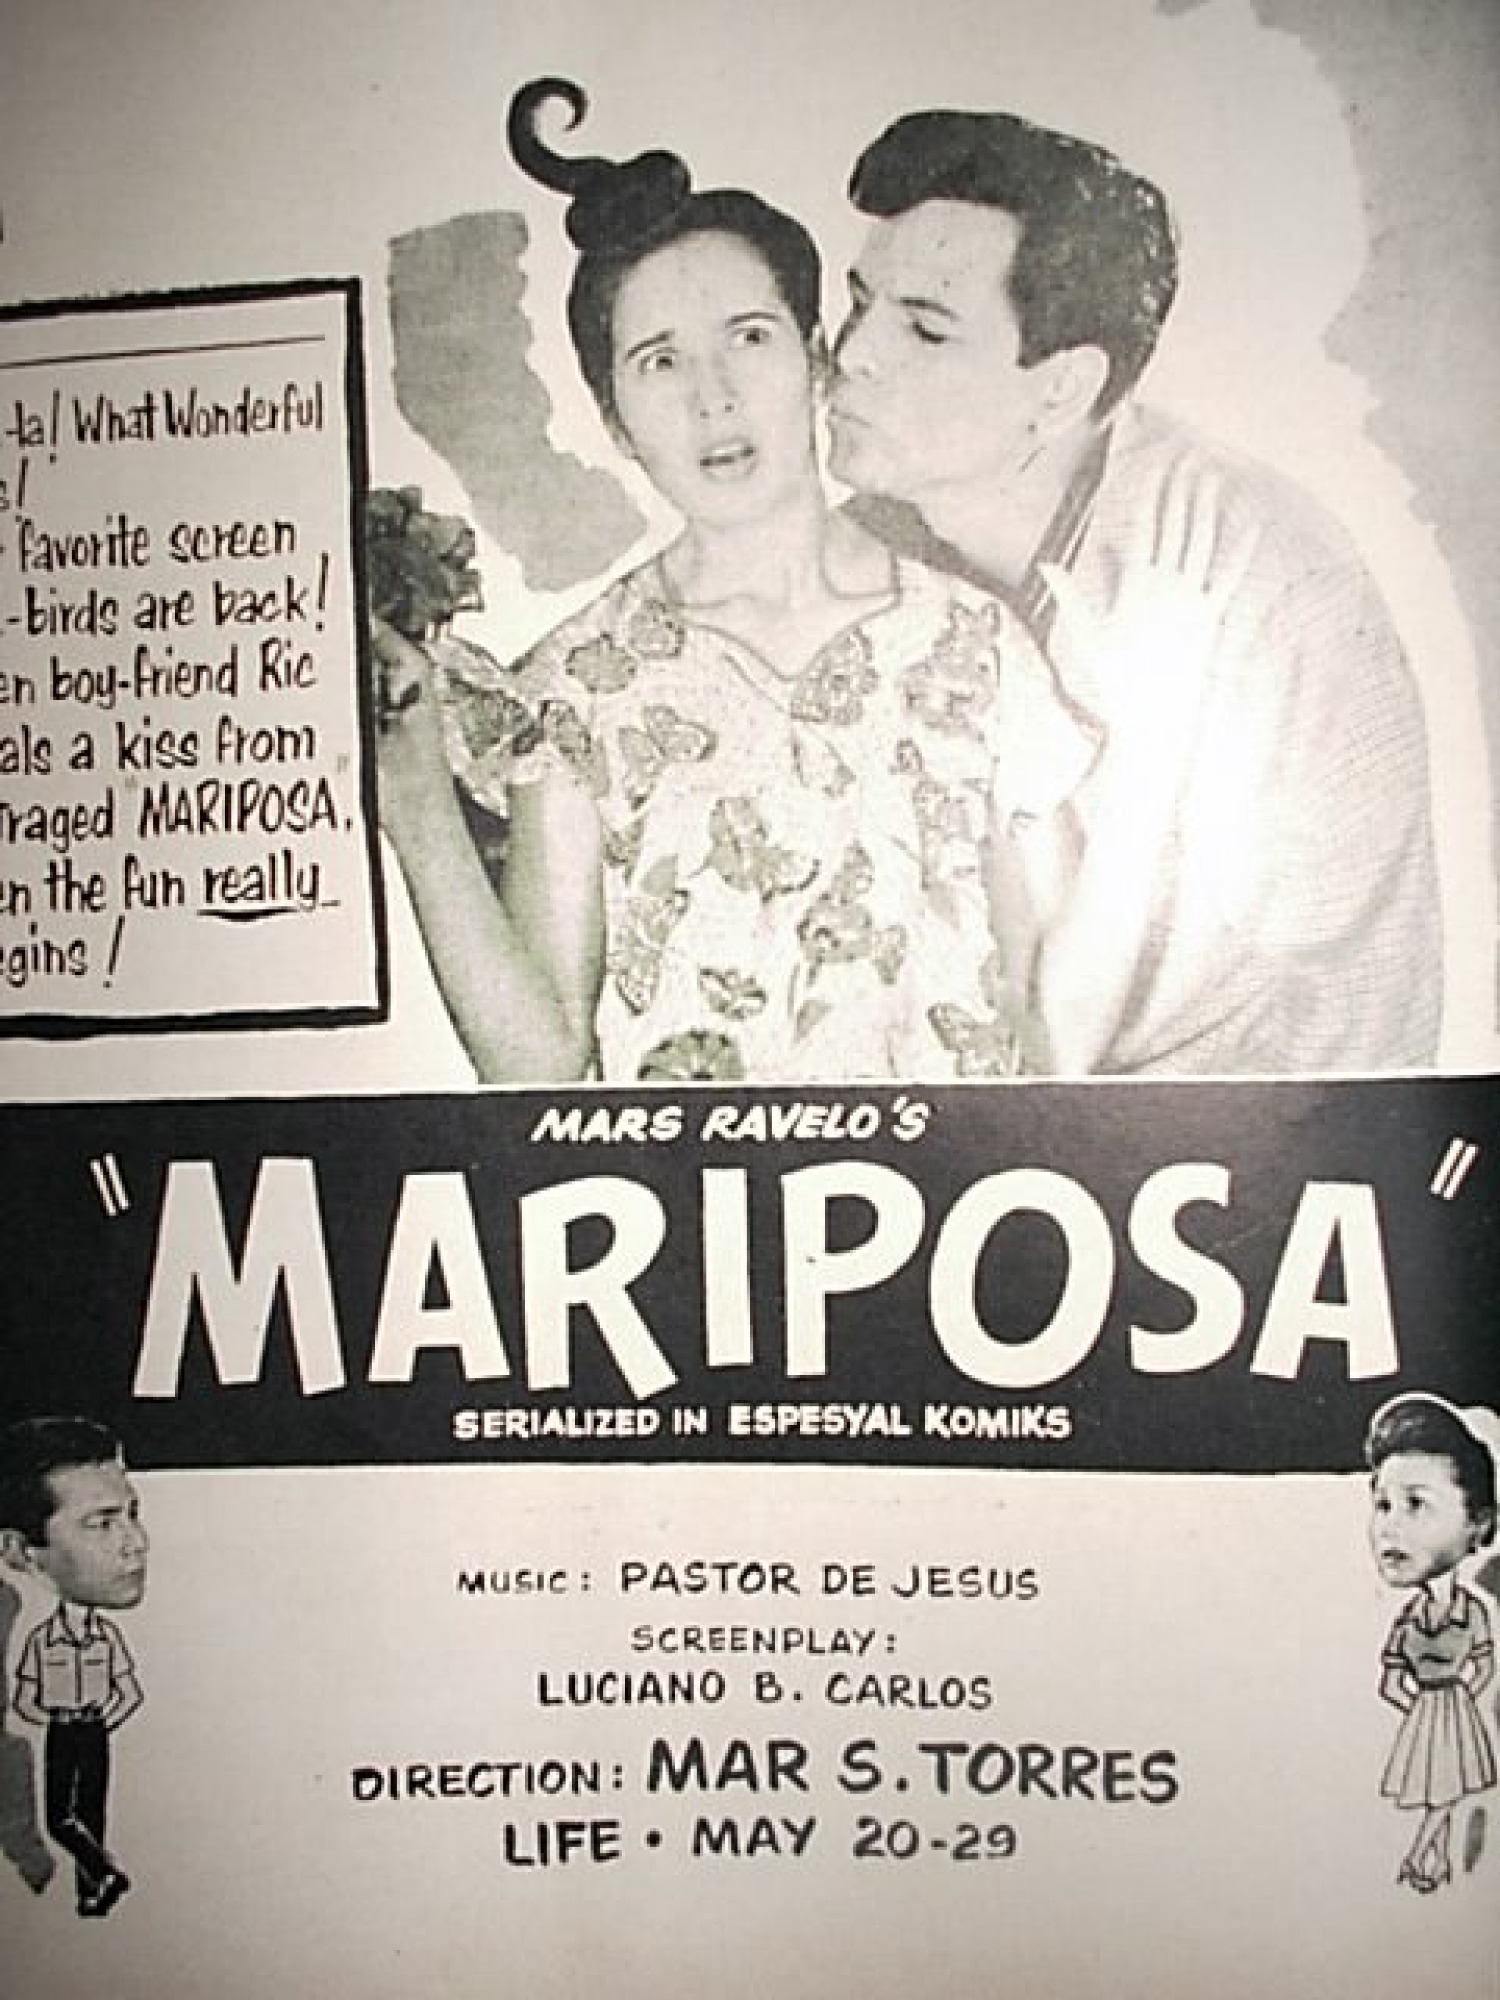 -la! What Wonderful
s!
favorite screen
-birds are back!
en boy-friend Ric
als a kiss from
raged "MARIPOSA,"
en the fun really
egins!
MARS RAVELO'S
"MARIPOSA"
SERIALIZED IN ESPESYAL KOMIKS
MUSIC: PASTOR DE JESUS
SCREENPLAY:
LUCIANO B. CARLOS
DIRECTION: MAR S. TORRES
LIFE • MAY 20-29